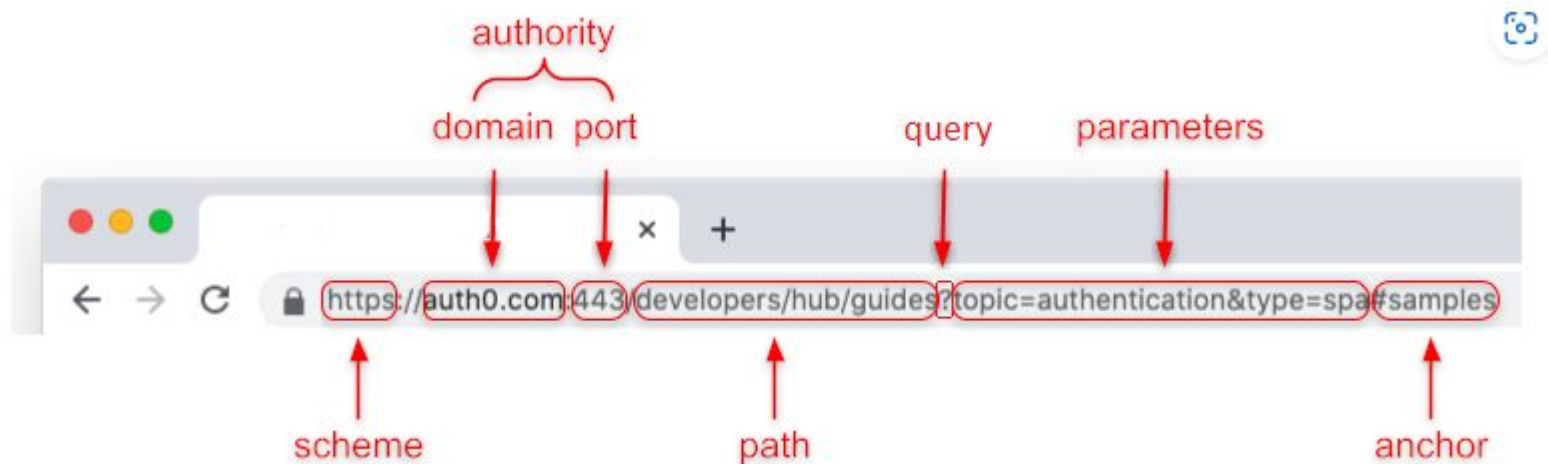 authority
domain port query parameters
https://auth0.com:443/developers/hub/guides?topic=authentication&type=spa#samples
scheme path anchor